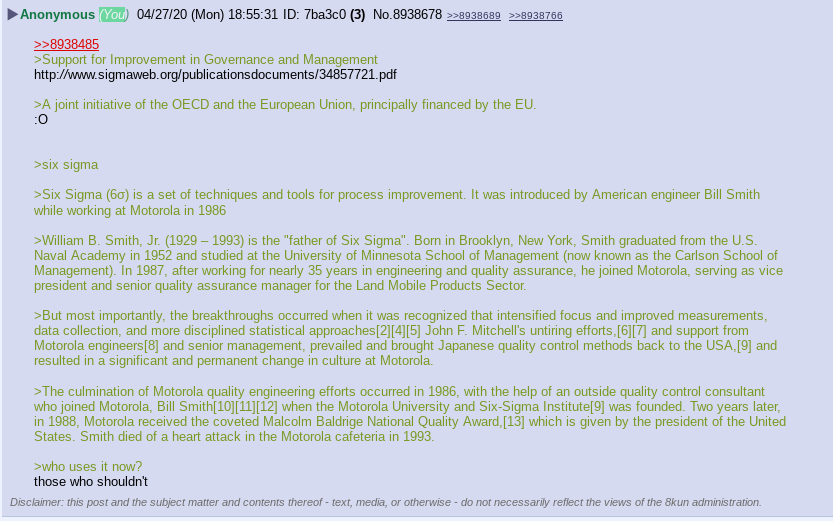 ▶Anonymous (You) 04/27/20 (Mon) 18:55:31 ID: 7ba3c0 (3) No.8938678 >>8938689 >>8938766
>>8938485
>Support for Improvement in Governance and Management
http://www.sigmaweb.org/publicationsdocuments/34857721.pdf
>A joint initiative of the OECD and the European Union, principally financed by the EU.
:O
>six sigma
>Six Sigma (6σ) is a set of techniques and tools for process improvement. It was introduced by American engineer Bill Smith
while working at Motorola in 1986
>William B. Smith, Jr. (1929 – 1993) is the "father of Six Sigma". Born in Brooklyn, New York, Smith graduated from the U.S.
Naval Academy in 1952 and studied at the University of Minnesota School of Management (now known as the Carlson School of
Management). In 1987, after working for nearly 35 years in engineering and quality assurance, he joined Motorola, serving as vice
president and senior quality assurance manager for the Land Mobile Products Sector.
>But most importantly, the breakthroughs occurred when it was recognized that intensified focus and improved measurements,
data collection, and more disciplined statistical approaches[2][4][5] John F. Mitchell's untiring efforts,[6][7] and support from
Motorola engineers[8] and senior management, prevailed and brought Japanese quality control methods back to the USA,[9] and
resulted in a significant and permanent change in culture at Motorola.
>The culmination of Motorola quality engineering efforts occurred in 1986, with the help of an outside quality control consultant
who joined Motorola, Bill Smith[10][11][12] when the Motorola University and Six-Sigma Institute[9] was founded. Two years later,
in 1988, Motorola received the coveted Malcolm Baldrige National Quality Award,[13] which is given by the president of the United
States. Smith died of a heart attack in the Motorola cafeteria in 1993.
>who uses it now?
those who shouldn't
Disclaimer: this post and the subject matter and contents thereof - text, media, or otherwise - do not necessarily reflect the views of the 8kun administration.